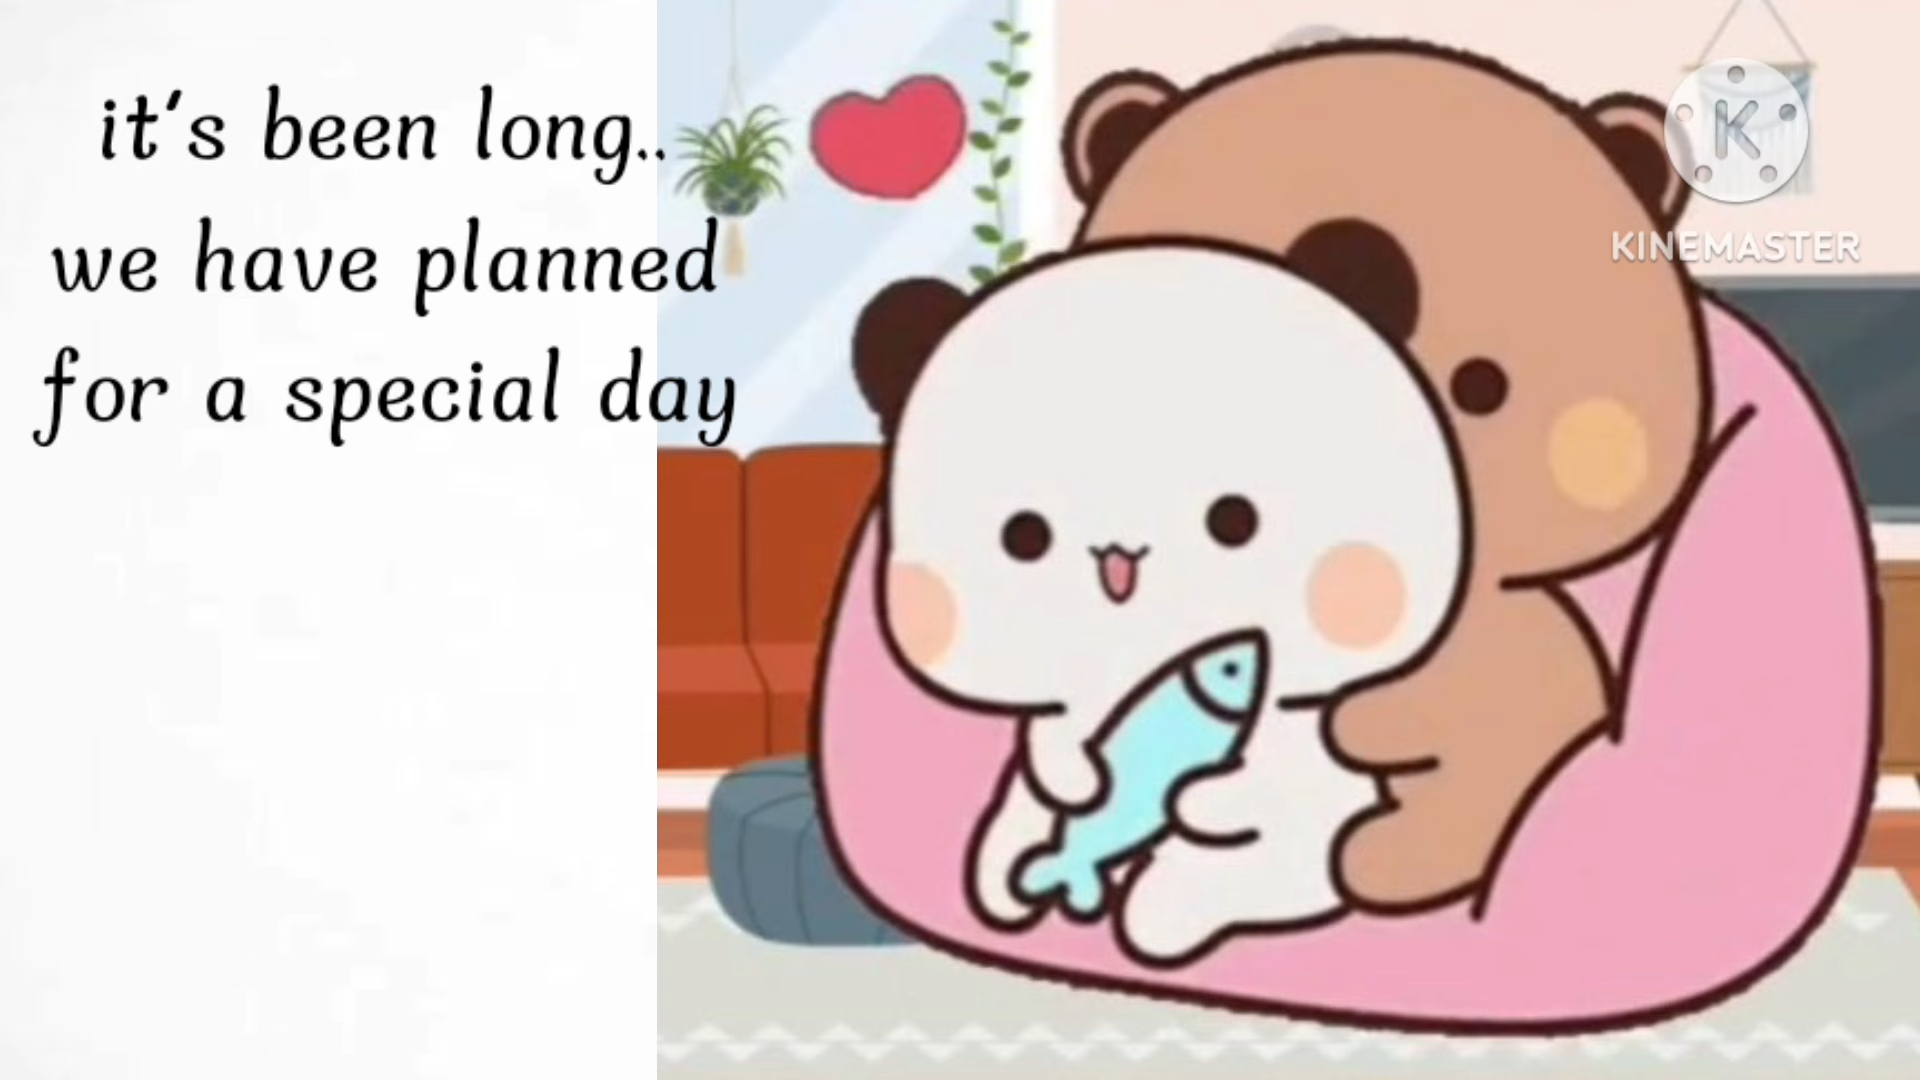 it's been long..
we have planned
for a special day
K
KINEMASTER